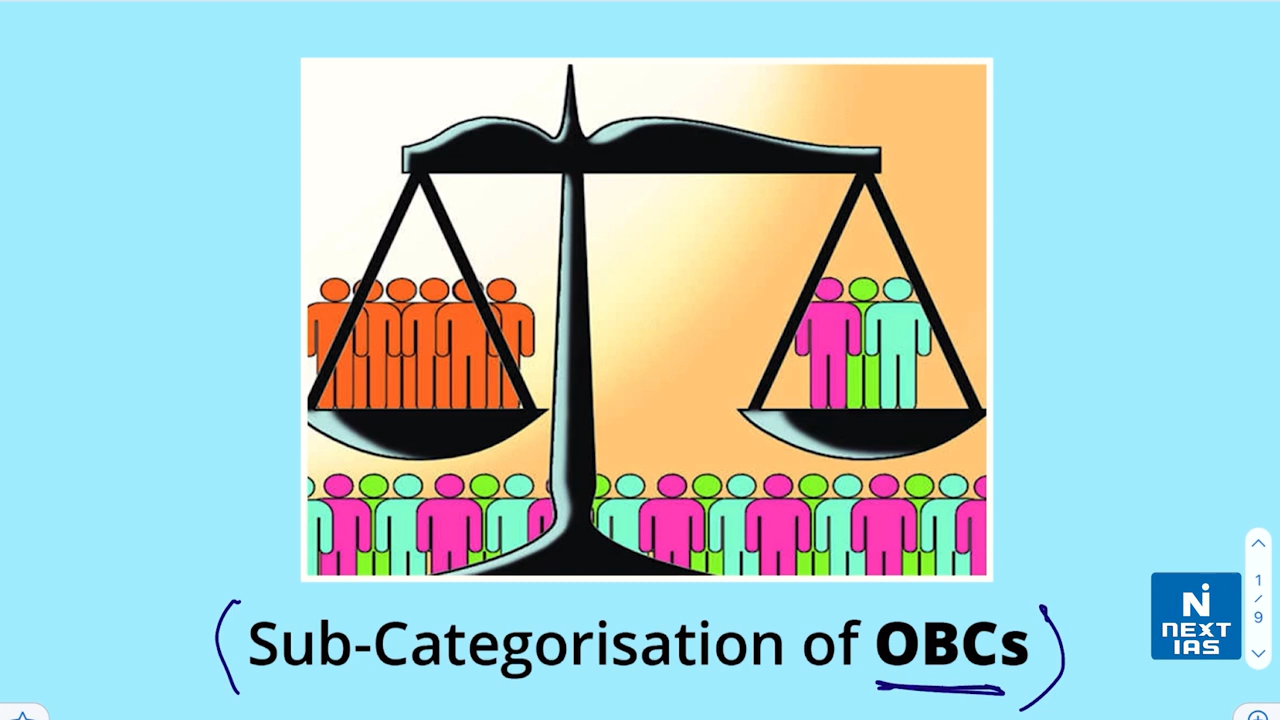 Sub-Categorisation of OBCs
1
/
9
NEXT
IAS